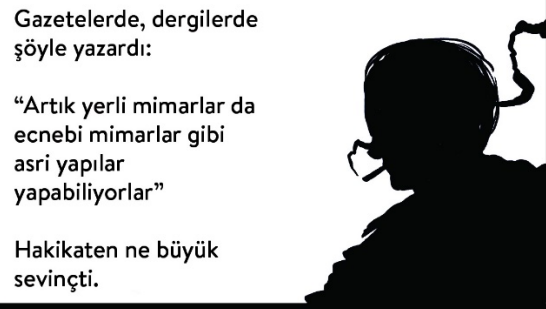 Gazetelerde, dergilerde
şöyle yazardı:
“Artık yerli mimarlar da
ecnebi mimarlar gibi
asri yapılar
yapabiliyorlar”
Hakikaten ne büyük
sevinçti.